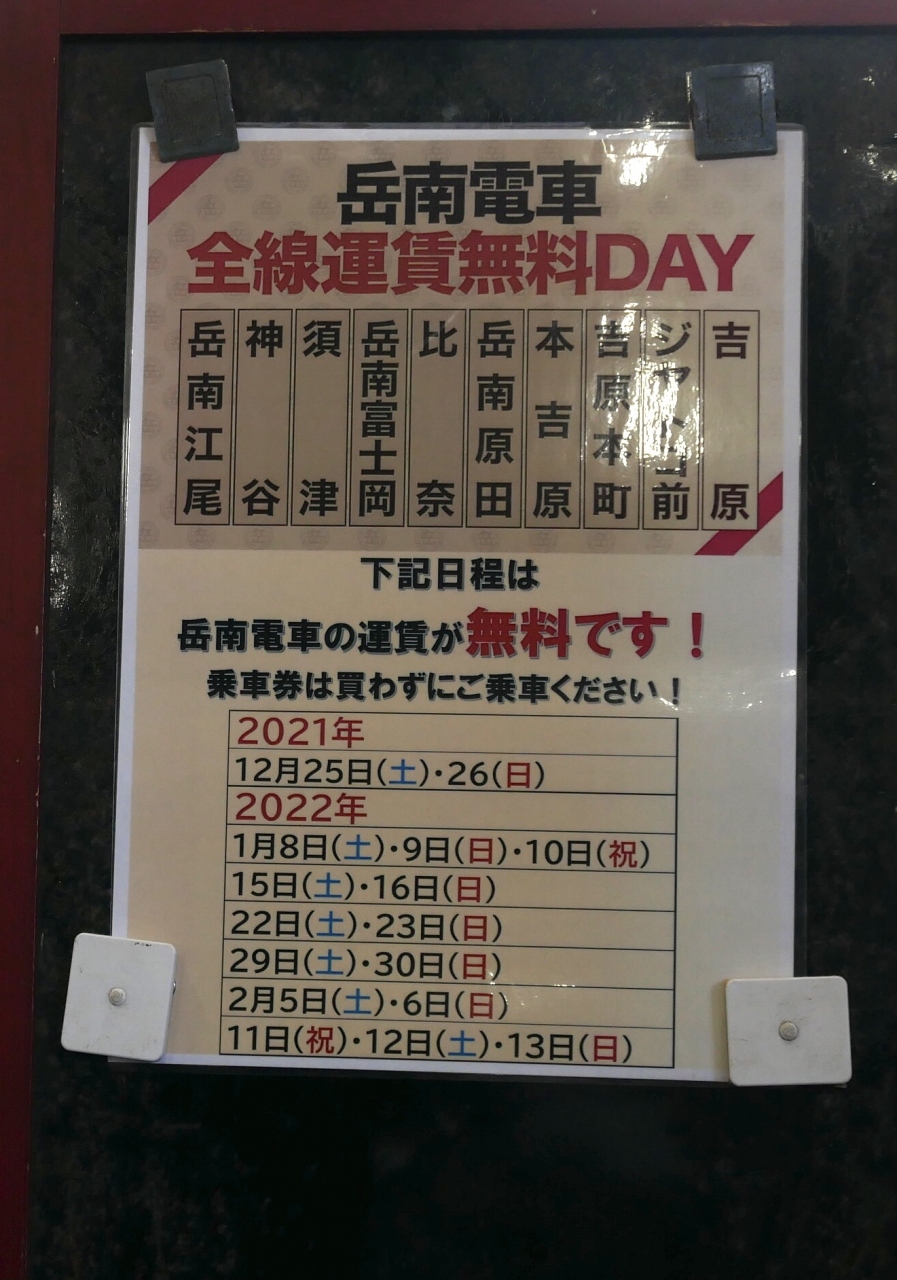 岳南電車
全線運賃無料DAY
岳南江尾
神谷
須津
岳南富士岡
比奈
岳南原田
本吉原
吉原本町
ジヤトコ前
吉原
下記日程は
岳南電車の運賃が無料です！
乗車券は買わずにご乗車ください！
2021年
12月25日(土)・26(日)
2022年
1月8日(土)・9日(日)・10日(祝)
15日(土)・16日(日)
22日(土)・23日(日)
29日(土)・30日(日)
2月5日(土)・6日(日)
11日(祝)・12日(土)・13日(日)